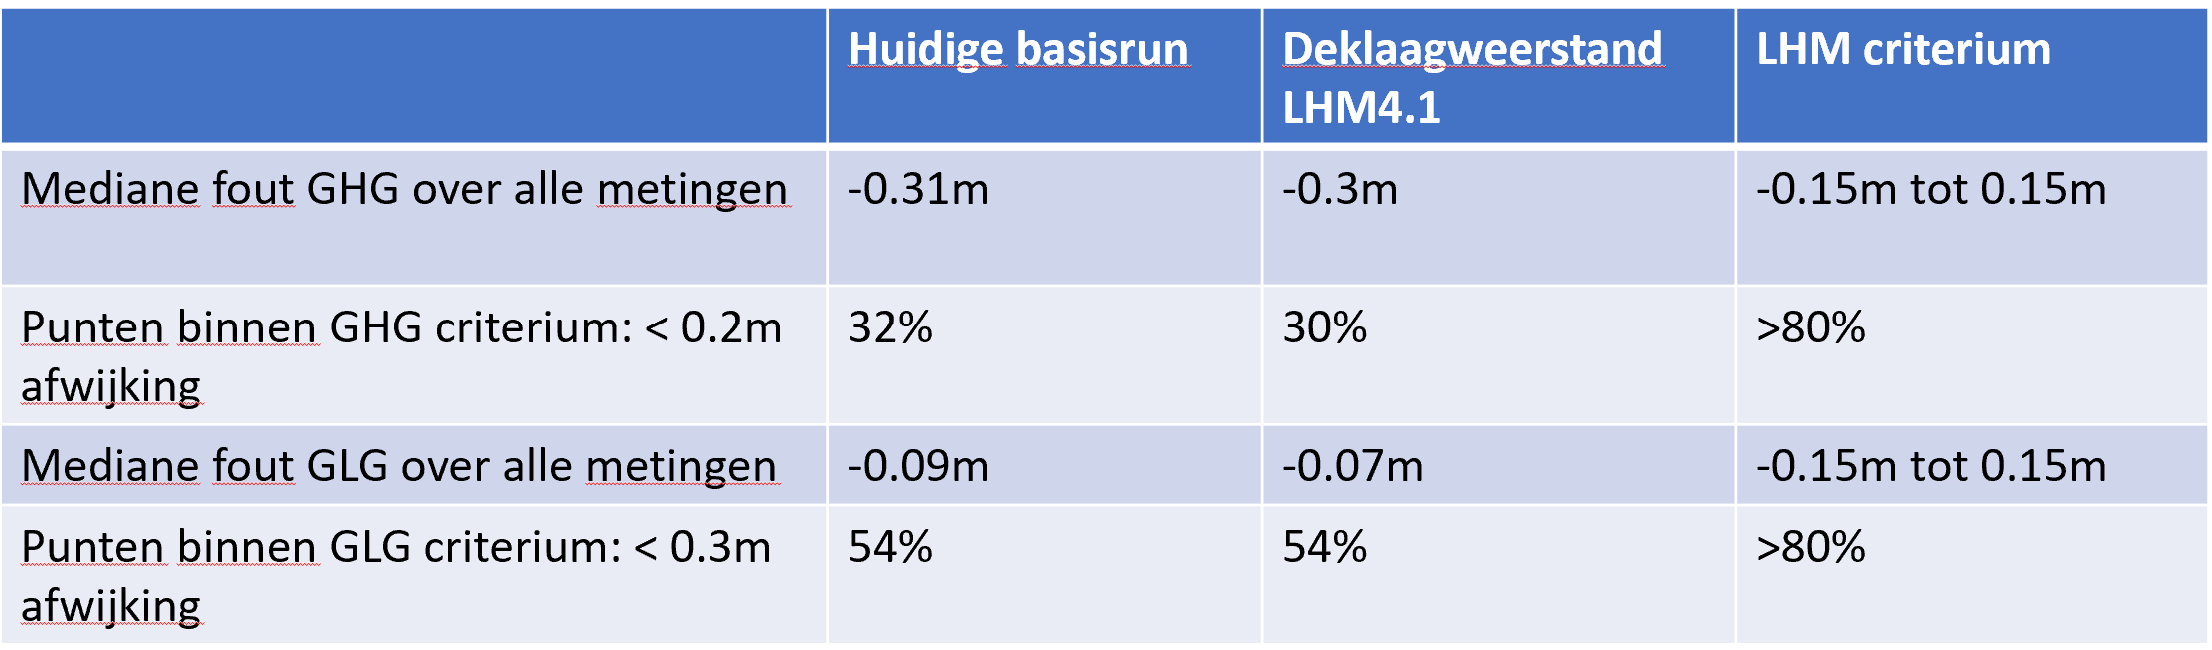 Huidige basisrun
Deklaagweerstand
LHM4.1
LHM criterium
Mediane fout GHG over alle metingen
-0.31m
-0.3m
-0.15m tot 0.15m
Punten binnen GHG criterium: < 0.2m
afwijking
32%
30%
>80%
Mediane fout GLG over alle metingen
-0.09m
-0.07m
-0.15m tot 0.15m
Punten binnen GLG criterium: < 0.3m
afwijking
54%
54%
>80%